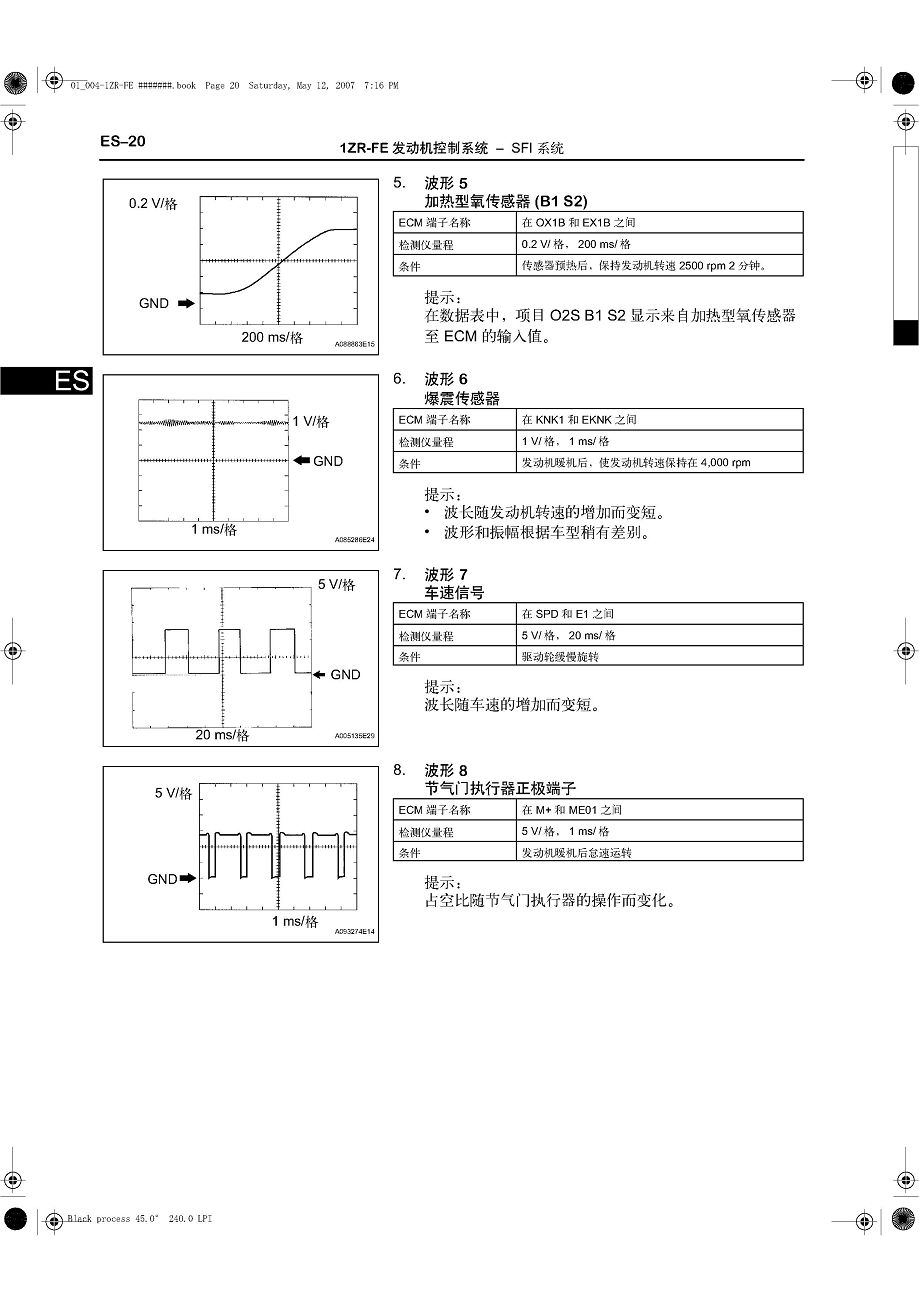 01_004-1ZR-FE #######.book Page 20 Saturday, May 12, 2007 7:16 PM
ES–20
1ZR-FE 发动机控制系统 – SFI 系统
0.2 V/格
GND
200 ms/格
A088863E15
5. 波形 5
加热型氧传感器 (B1 S2)
ECM 端子名称 在 OX1B 和 EX1B 之间
检测仪量程 0.2 V/ 格， 200 ms/ 格
条件 传感器预热后，保持发动机转速 2500 rpm 2 分钟。
提示：
在数据表中，项目 O2S B1 S2 显示来自加热型氧传感器
至 ECM 的输入值。
ES
1 V/格
GND
1 ms/格
A085286E24
6. 波形 6
爆震传感器
ECM 端子名称 在 KNK1 和 EKNK 之间
检测仪量程 1 V/ 格， 1 ms/ 格
条件 发动机暖机后，使发动机转速保持在 4,000 rpm
提示：
• 波长随发动机转速的增加而变短。
• 波形和振幅根据车型稍有差别。
5 V/格
GND
20 ms/格
A005135E29
7. 波形 7
车速信号
ECM 端子名称 在 SPD 和 E1 之间
检测仪量程 5 V/ 格， 20 ms/ 格
条件 驱动轮缓慢旋转
提示：
波长随车速的增加而变短。
5 V/格
GND
1 ms/格
A093274E14
8. 波形 8
节气门执行器正极端子
ECM 端子名称 在 M+ 和 ME01 之间
检测仪量程 5 V/ 格， 1 ms/ 格
条件 发动机暖机后怠速运转
提示：
占空比随节气门执行器的操作而变化。
Black process 45.0° 240.0 LPI